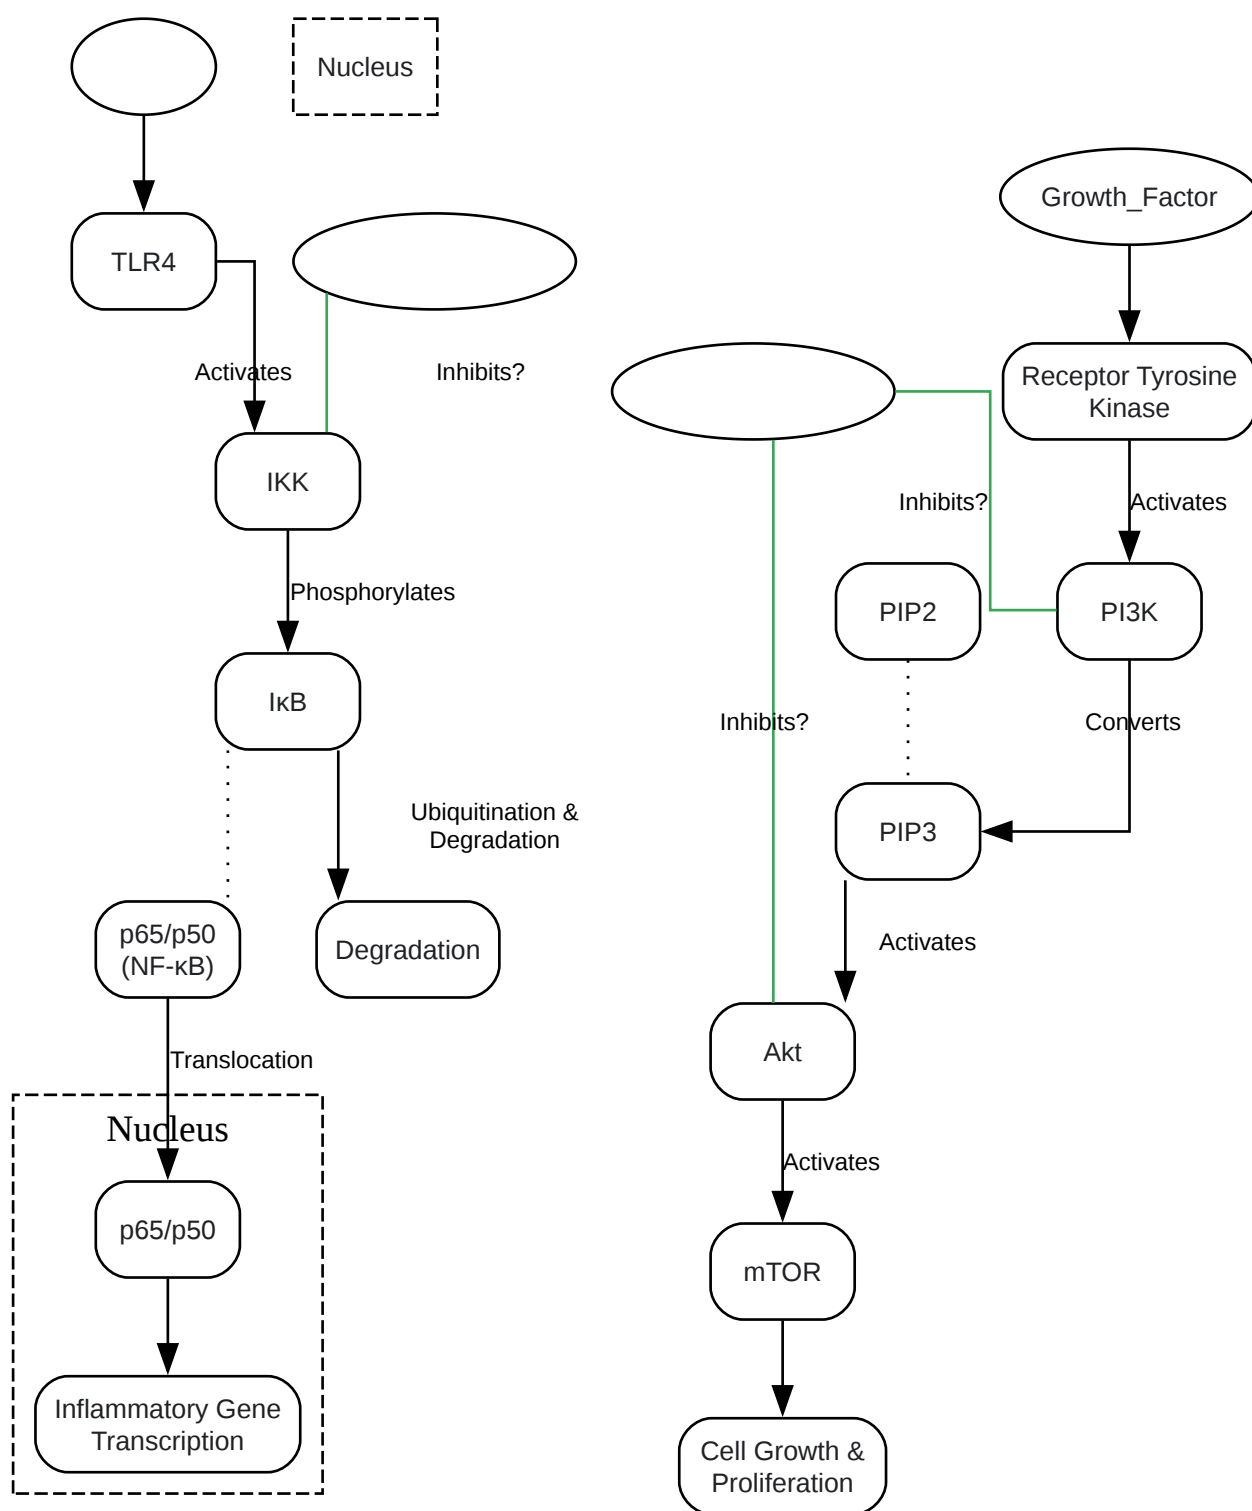 Nucleus
Growth_Factor
TLR4
Activates
Inhibits?
Receptor Tyrosine
Kinase
IKK
Inhibits?
Activates
Phosphorylates
PIP2
PI3K
IκB
Inhibits?
Converts
Ubiquitination &
Degradation
PIP3
p65/p50
(NF-κB)
Degradation
Activates
Translocation
Akt
Nucleus
Activates
p65/p50
mTOR
Inflammatory Gene
Transcription
Cell Growth &
Proliferation